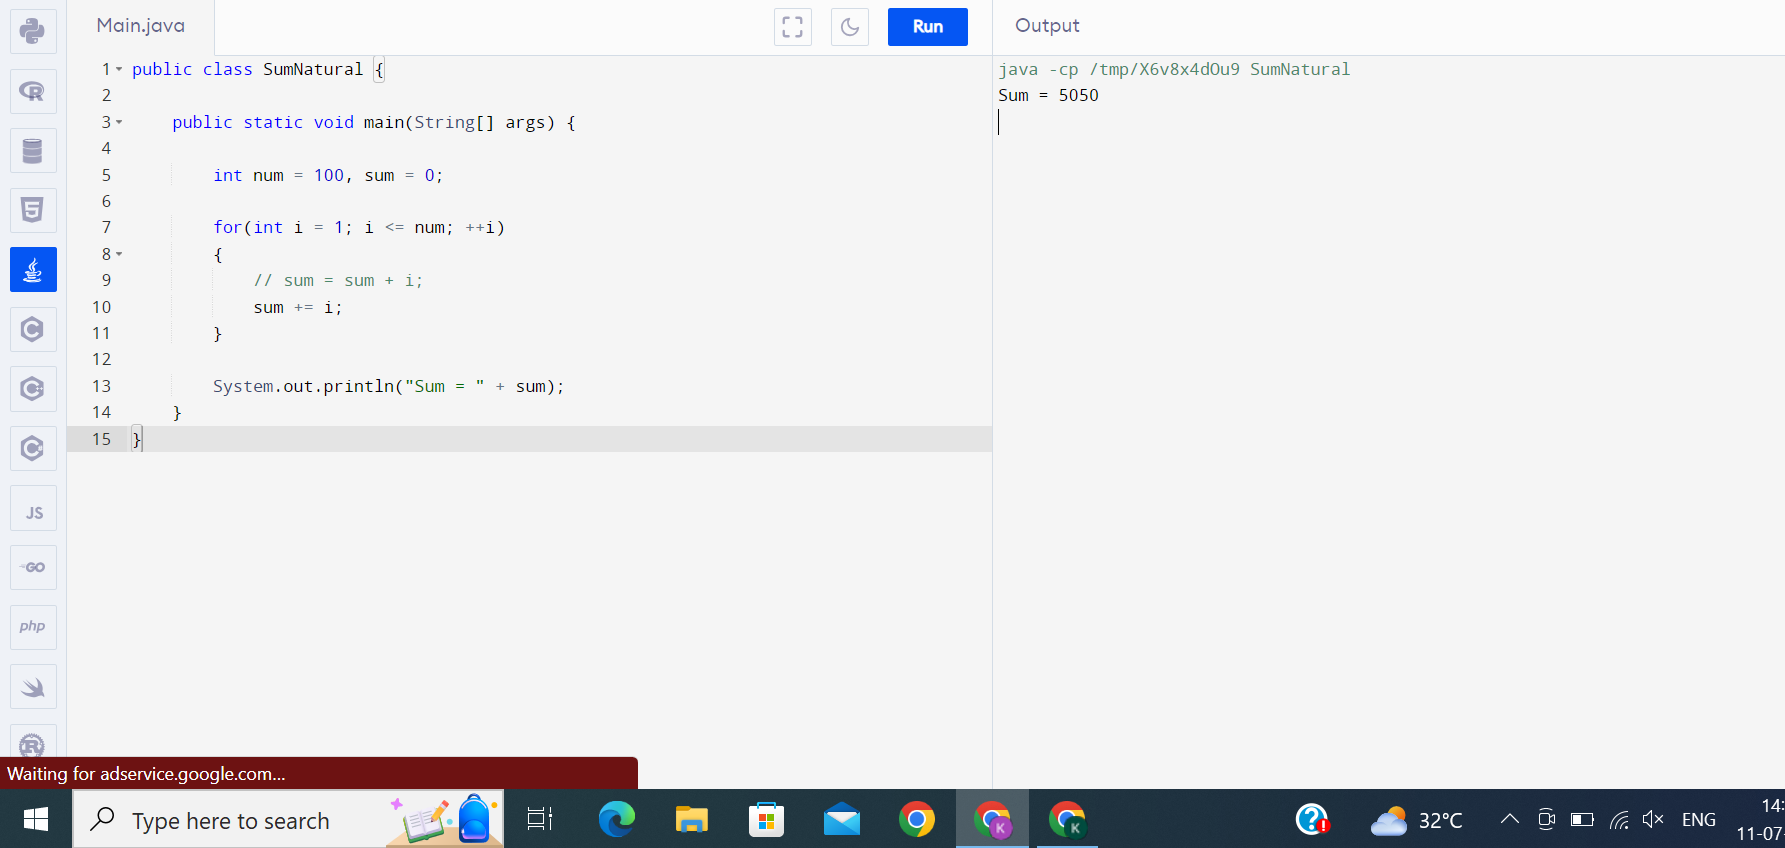 Main.java
Run
Output
1 public class SumNatural {
2
3 public static void main(String[] args) {
4
5 int num = 100, sum = 0;
6
7 for(int i = 1; i <= num; ++i)
8 {
9 // sum = sum + i;
10 sum += i;
11 }
12
13 System.out.println("Sum = " + sum);
14 }
15 }
java -cp /tmp/X6v8x4dOu9 SumNatural
Sum = 5050
JS
GO
php
Waiting for adservice.google.com...
Type here to search
K
K
32°C
ENG
14:
11-07-